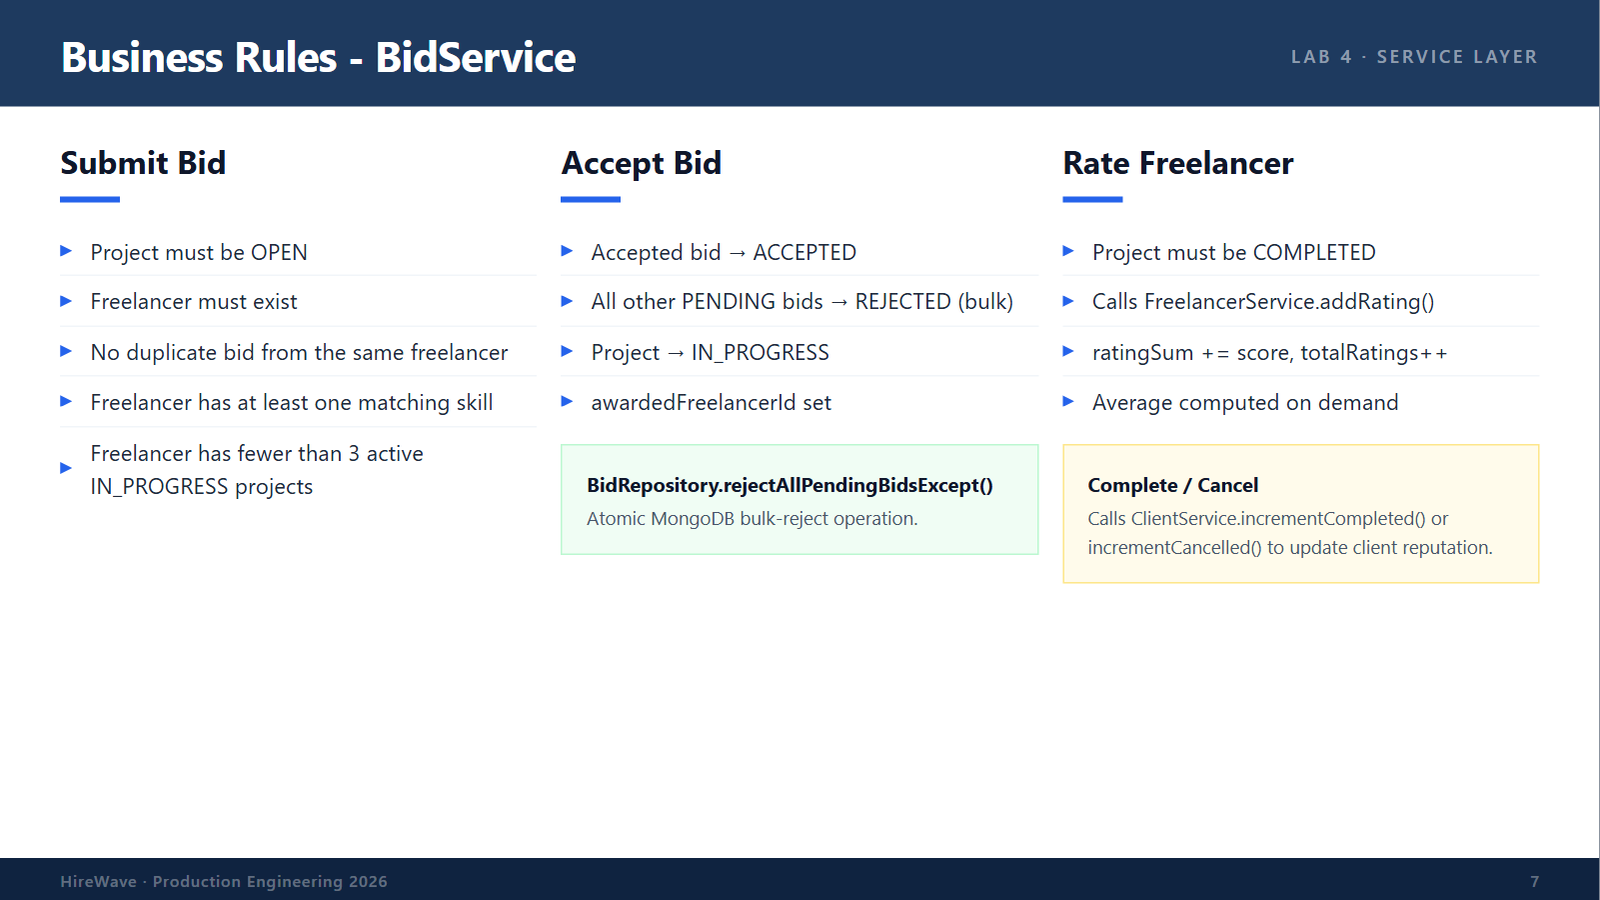 Business Rules - BidService
LAB 4 · SERVICE LAYER
Submit Bid
▶ Project must be OPEN
▶ Freelancer must exist
▶ No duplicate bid from the same freelancer
▶ Freelancer has at least one matching skill
▶ Freelancer has fewer than 3 active
IN_PROGRESS projects
Accept Bid
▶ Accepted bid → ACCEPTED
▶ All other PENDING bids → REJECTED (bulk)
▶ Project → IN_PROGRESS
▶ awardedFreelancerId set
BidRepository.rejectAllPendingBidsExcept()
Atomic MongoDB bulk-reject operation.
Rate Freelancer
▶ Project must be COMPLETED
▶ Calls FreelancerService.addRating()
▶ ratingSum += score, totalRatings++
▶ Average computed on demand
Complete / Cancel
Calls ClientService.incrementCompleted() or
incrementCancelled() to update client reputation.
HireWave · Production Engineering 2026
7